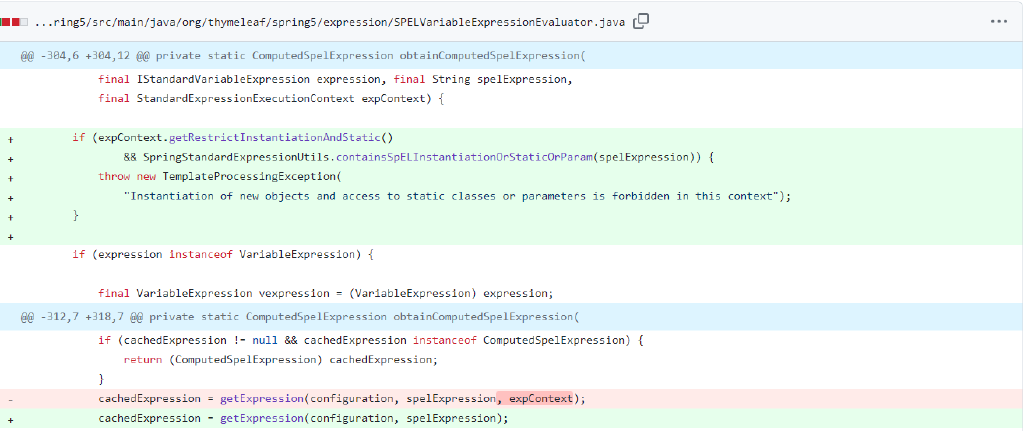 ...ring5/src/main/java/org/thymeleaf/spring5/expression/SPELVariableExpressionEvaluator.java
@@ -304,6 +304,12 @@ private static ComputedSpelExpression obtainComputedSpelExpression(
final IStandardVariableExpression expression, final String spelExpression,
final StandardExpressionExecutionContext expContext) {
+ if (expContext.getRestrictInstantiationAndStatic()
+ && SpringStandardExpressionUtils.containsSpELInstantiationOrStaticOrParam(spelExpression)) {
+ throw new TemplateProcessingException(
+ "Instantiation of new objects and access to static classes or parameters is forbidden in this context");
+ }
+
if (expression instanceof VariableExpression) {
final VariableExpression vexpression = (VariableExpression) expression;
@@ -312,7 +318,7 @@ private static ComputedSpelExpression obtainComputedSpelExpression(
if (cachedExpression != null && cachedExpression instanceof ComputedSpelExpression) {
return (ComputedSpelExpression) cachedExpression;
}
- cachedExpression = getExpression(configuration, spelExpression, expContext);
+ cachedExpression = getExpression(configuration, spelExpression);